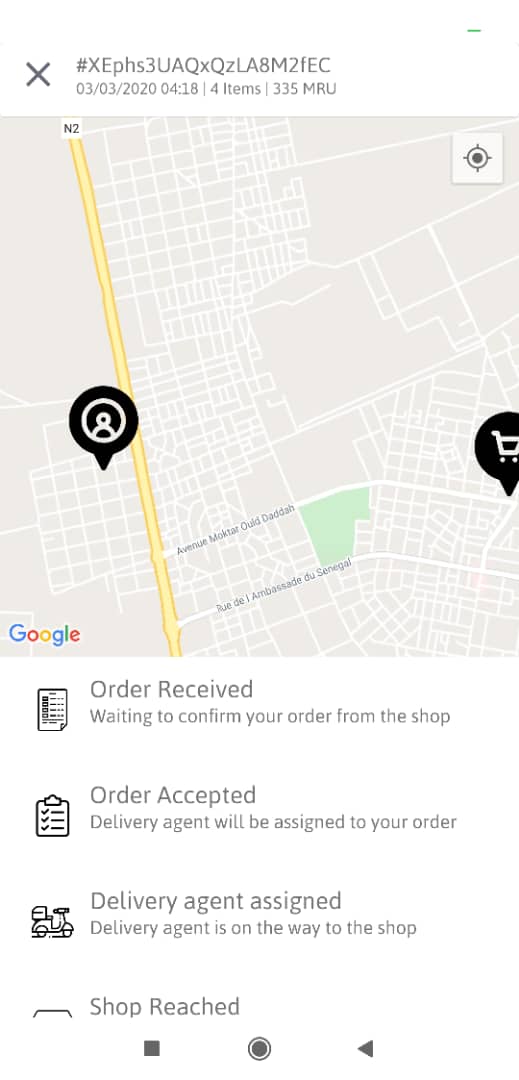 #XEphs3UAQxQzLA8M2fEC
03/03/2020 04:18 | 4 Items | 335 MRU
N2
Avenue Moktar Ould Daddah
Rue de l Ambassade du Senegal
Google
Order Received
Waiting to confirm your order from the shop
Order Accepted
Delivery agent will be assigned to your order
Delivery agent assigned
Delivery agent is on the way to the shop
Shop Reached